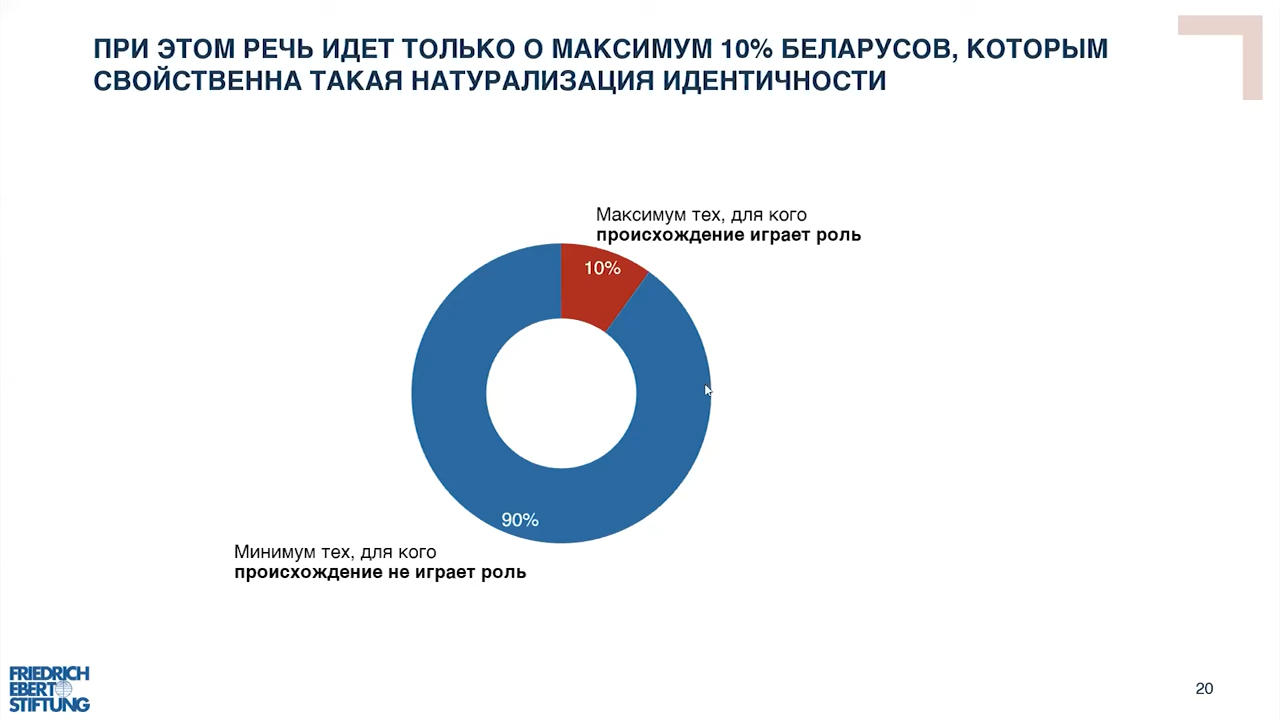 ПРИ ЭТОМ РЕЧЬ ИДЕТ ТОЛЬКО О МАКСИМУМ 10% БЕЛАРУСОВ, КОТОРЫМ
СВОЙСТВЕННА ТАКАЯ НАТУРАЛИЗАЦИЯ ИДЕНТИЧНОСТИ
Максимум тех, для кого
происхождение играет роль
10%
90%
Минимум тех, для кого
происхождение не играет роль
FRIEDRICH
EBERT
STIFTUNG
20